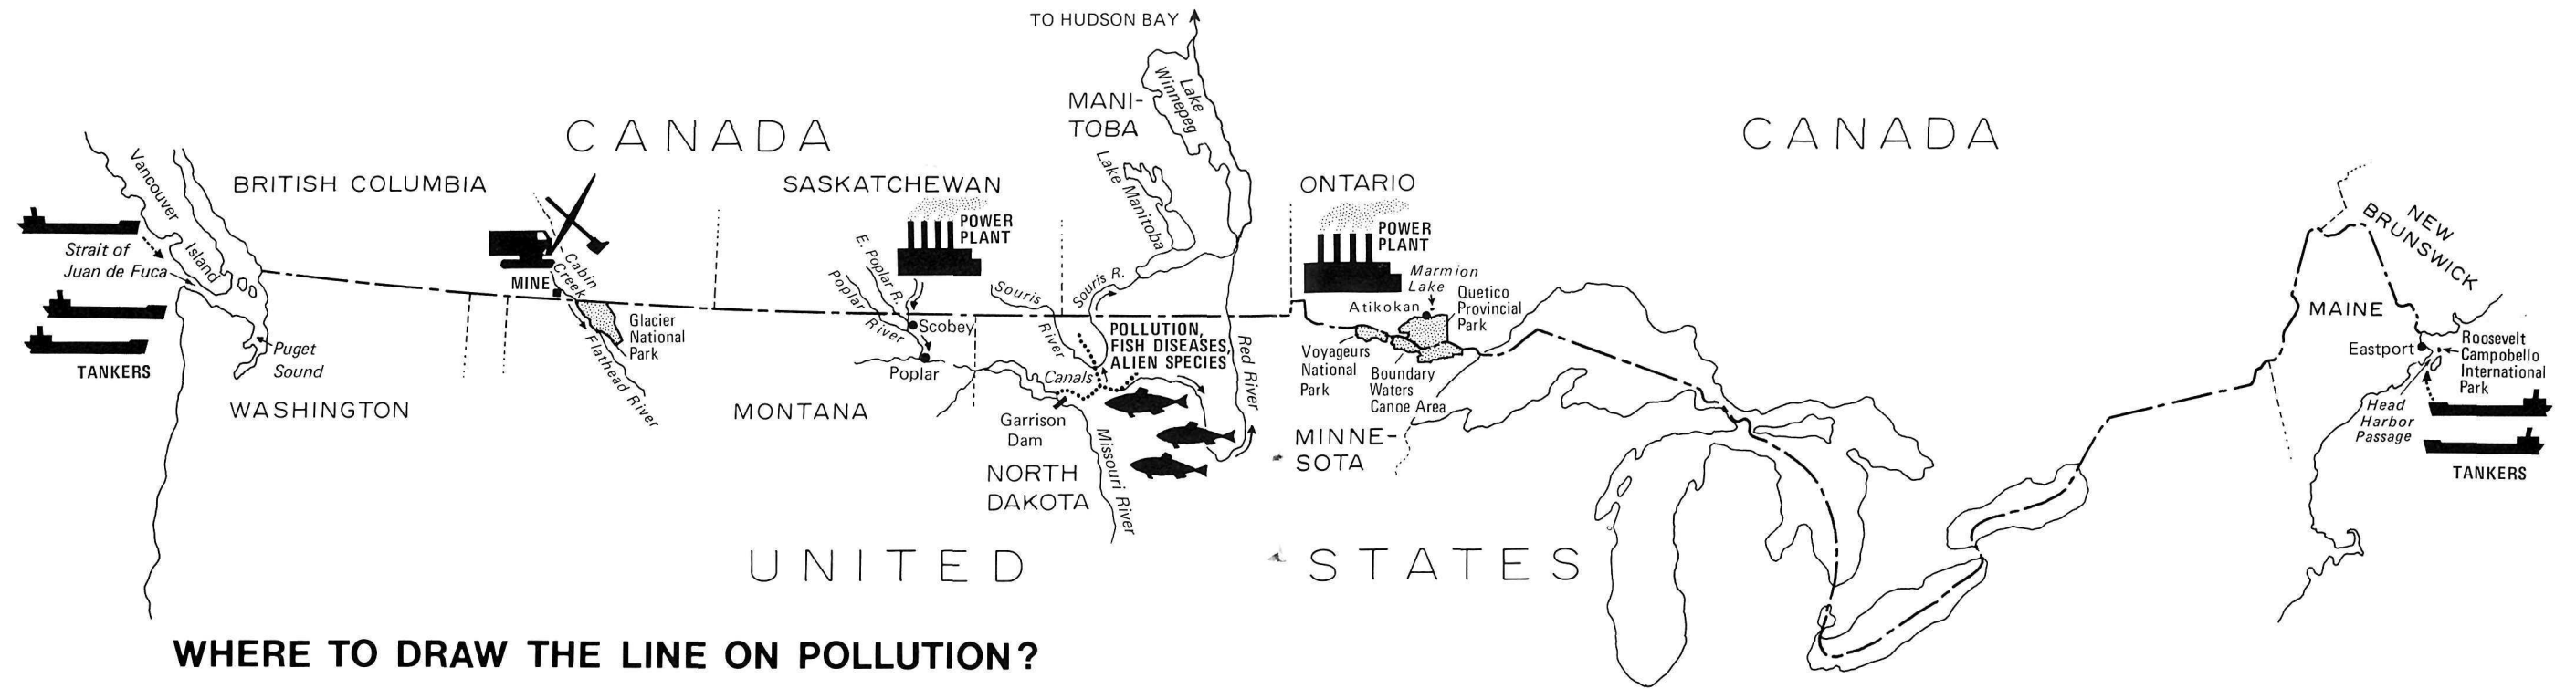 TO HUDSON BAY
CANADA
CANADA
Vancouver
Island
BRITISH COLUMBIA
Strait of
Juan de Fuca
TANKERS
Puget
Sound
WASHINGTON
MINE
Cabin
Creek
Glacier
National
Park
Flathead River
MONTANA
SASKATCHEWAN
POWER
PLANT
E. Poplar R.
Poplar
River
Scobey
Poplar
MANI-
TOBA
Lake
Winnepeg
Lake Manitoba
Souris R.
Souris
River
POLLUTION,
FISH DISEASES,
ALIEN SPECIES
Canals
Garrison
Dam
Missouri River
NORTH
DAKOTA
Red River
ONTARIO
POWER
PLANT
Marmion
Lake
Atikokan
Quetico
Provincial
Park
Voyageurs
National
Park
Boundary
Waters
Canoe Area
MINNE-
SOTA
UNITED STATES
NEW
BRUNSWICK
MAINE
Eastport
Roosevelt
Campobello
International
Park
Head
Harbor
Passage
TANKERS
WHERE TO DRAW THE LINE ON POLLUTION?